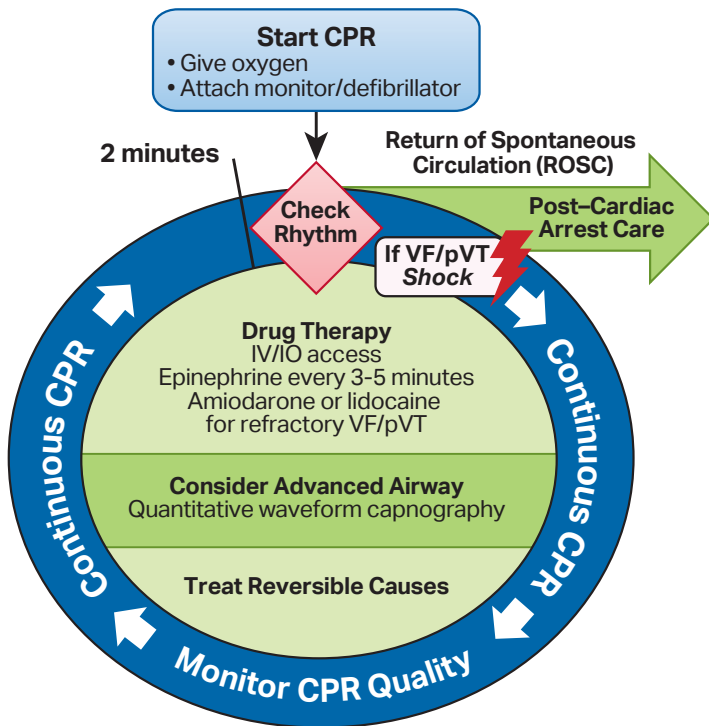 Start CPR
• Give oxygen
• Attach monitor/defibrillator
2 minutes
Return of Spontaneous
Circulation (ROSC)
Check
Rhythm
Post–Cardiac
Arrest Care
If VF/pVT
Shock
Drug Therapy
IV/IO access
Epinephrine every 3-5 minutes
Amiodarone or lidocaine
for refractory VF/pVT
Consider Advanced Airway
Quantitative waveform capnography
Treat Reversible Causes
Continuous CPR
Continuous CPR
Monitor CPR Quality